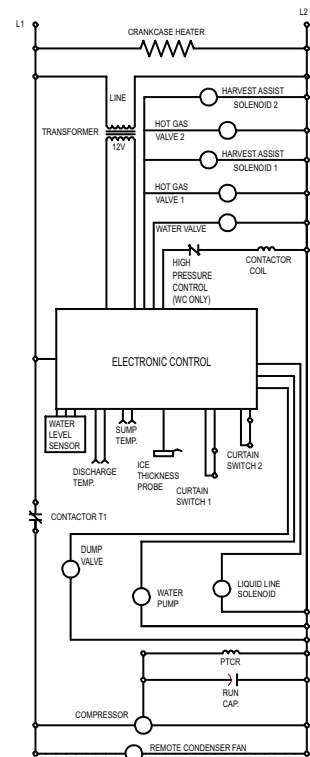 L1
L2
CRANKCASE HEATER
LINE
TRANSFORMER
12V
HARVEST ASSIST
SOLENOID 2
HOT GAS
VALVE 2
HARVEST ASSIST
SOLENOID 1
HOT GAS
VALVE 1
WATER VALVE
HIGH
PRESSURE
CONTROL
(WC ONLY)
CONTACTOR
COIL
ELECTRONIC CONTROL
WATER
LEVEL
SENSOR
DISCHARGE
TEMP.
SUMP
TEMP.
ICE
THICKNESS
PROBE
CURTAIN
SWITCH 1
CURTAIN
SWITCH 2
CONTACTOR T1
DUMP
VALVE
WATER
PUMP
LIQUID LINE
SOLENOID
PTCR
RUN
CAP.
COMPRESSOR
REMOTE CONDENSER FAN